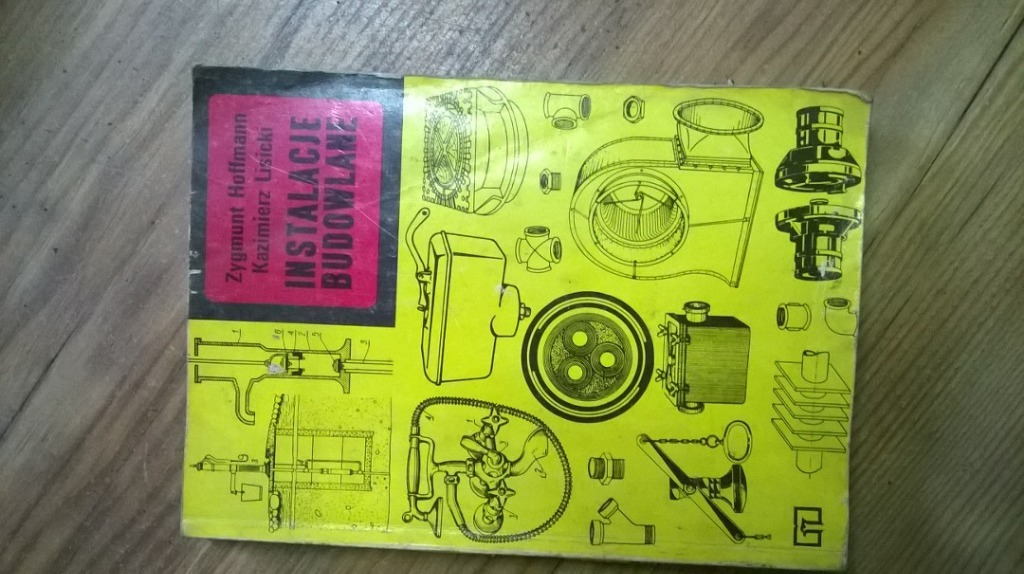 Zygmunt Hoffmann
Kazimierz Lisicki
INSTALACJE
BUDOWLANE